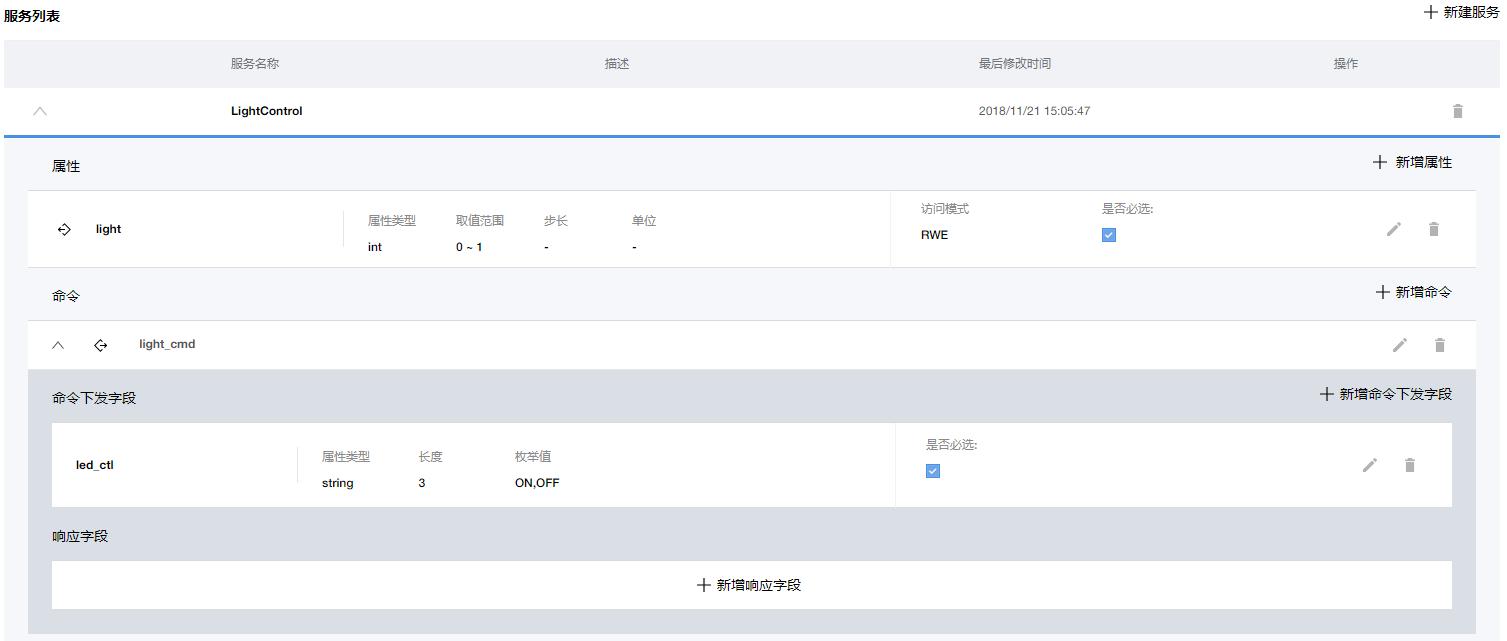 服务列表
新建服务
服务名称 描述 最后修改时间 操作
LightControl 2018/11/21 15:05:47
属性 新增属性
light
属性类型 取值范围 步长 单位
int 0 ~ 1 - -
访问模式 是否必选:
RWE
命令 新增命令
light_cmd
命令下发字段 新增命令下发字段
led_ctl
属性类型 长度 枚举值
string 3 ON,OFF
是否必选:
响应字段
新增响应字段